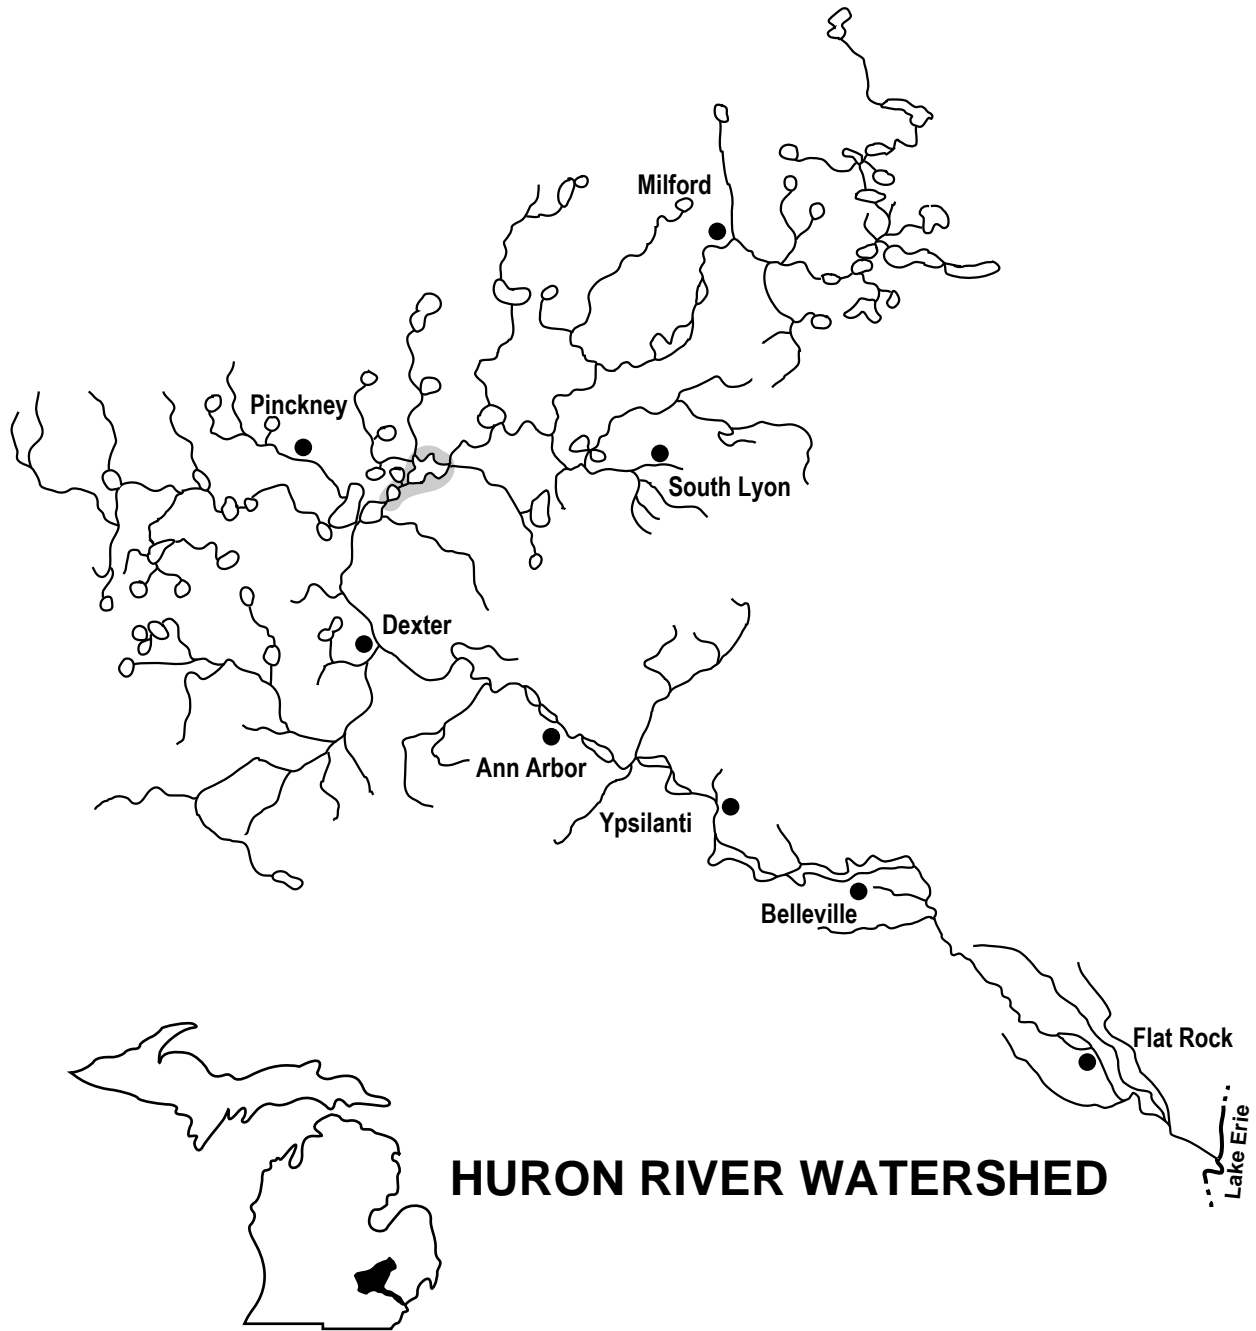 Milford
Pinckney
South Lyon
Dexter
Ann Arbor
Ypsilanti
Belleville
Flat Rock
Lake Erie
HURON RIVER WATERSHED